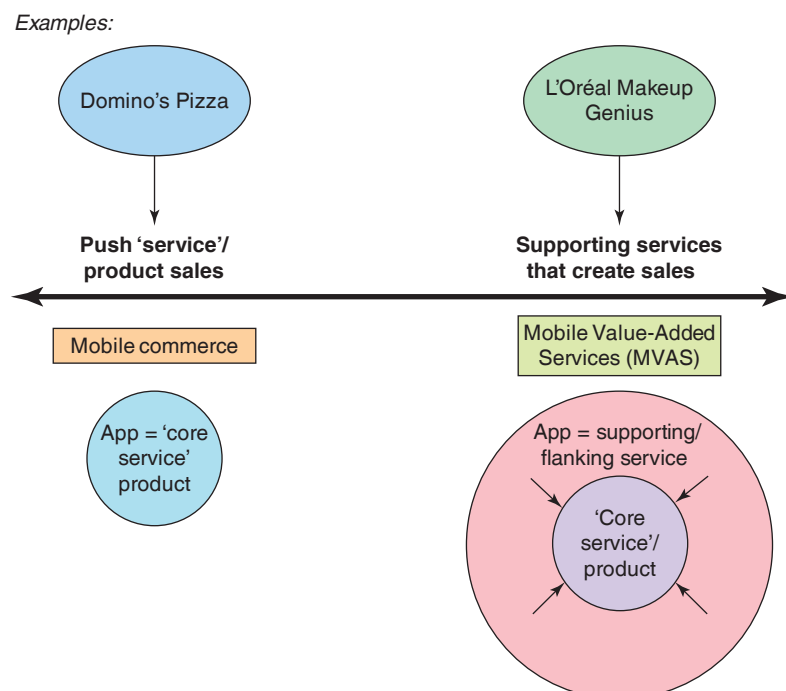 Examples:
Domino’s Pizza
L’Oréal Makeup
Genius
Push ‘service’/
product sales
Supporting services
that create sales
Mobile commerce
Mobile Value-Added
Services (MVAS)
App = ‘core
service’
product
App = supporting/
flanking service
‘Core
service’/
product